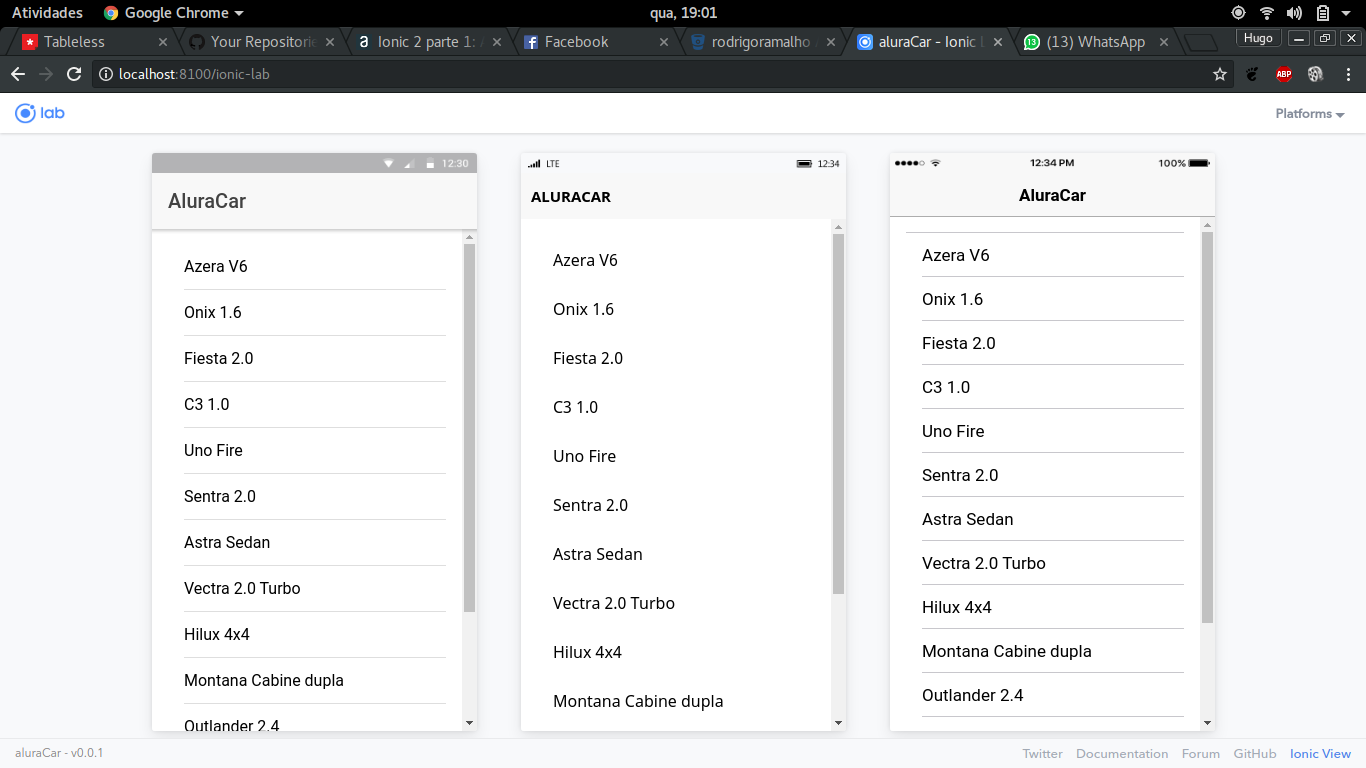 Atividades Google Chrome qua, 19:01
Tableless Your Repositorie Ionic 2 parte 1: A Facebook rodrigoramalho aluraCar - Ionic L (13) WhatsApp Hugo
localhost:8100/ionic-lab ABP
lab Platforms
12:30
AluraCar
Azera V6
Onix 1.6
Fiesta 2.0
C3 1.0
Uno Fire
Sentra 2.0
Astra Sedan
Vectra 2.0 Turbo
Hilux 4x4
Montana Cabine dupla
Outlander 2.4
LTE 12:34
ALURACAR
Azera V6
Onix 1.6
Fiesta 2.0
C3 1.0
Uno Fire
Sentra 2.0
Astra Sedan
Vectra 2.0 Turbo
Hilux 4x4
Montana Cabine dupla
12:34 PM 100%
AluraCar
Azera V6
Onix 1.6
Fiesta 2.0
C3 1.0
Uno Fire
Sentra 2.0
Astra Sedan
Vectra 2.0 Turbo
Hilux 4x4
Montana Cabine dupla
Outlander 2.4
aluraCar - v0.0.1 Twitter Documentation Forum GitHub Ionic View